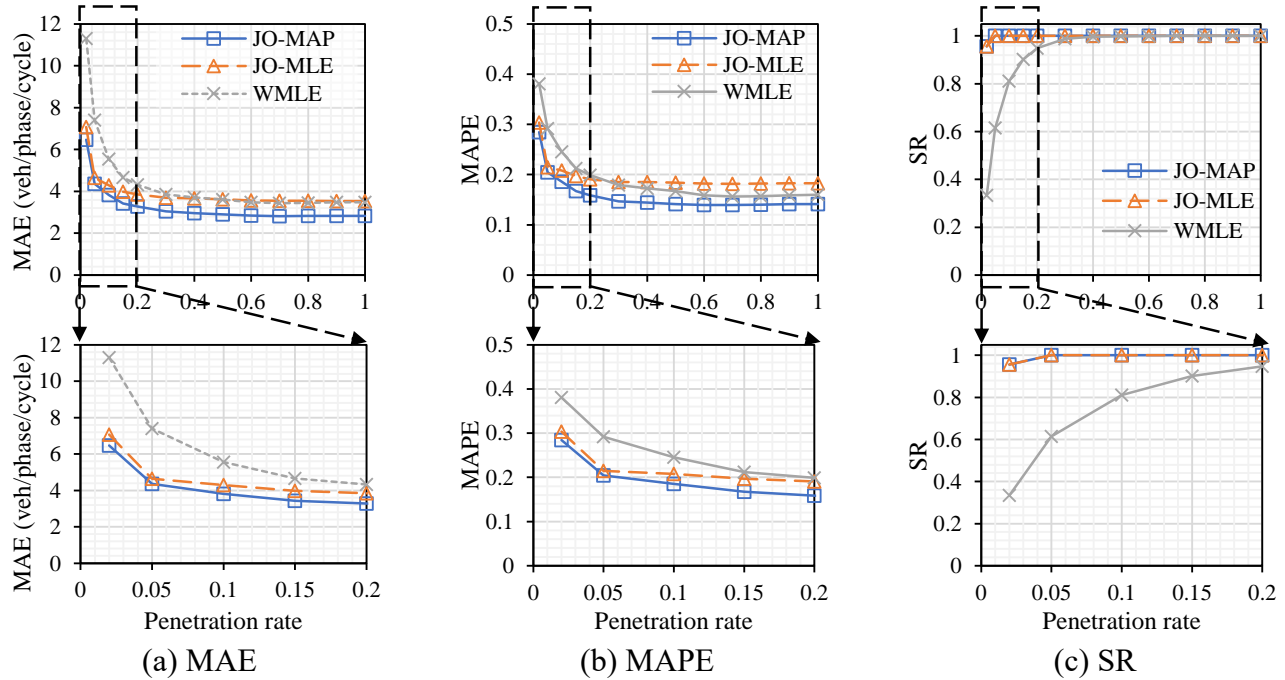 MAE (veh/phase/cycle)
12
10
8
6
4
2
0
0 0.2 0.4 0.6 0.8 1
JO-MAP
JO-MLE
WMLE
MAPE
0.5
0.4
0.3
0.2
0.1
0
0 0.2 0.4 0.6 0.8 1
JO-MAP
JO-MLE
WMLE
SR
1
0.8
0.6
0.4
0.2
0
0 0.2 0.4 0.6 0.8 1
JO-MAP
JO-MLE
WMLE
MAE (veh/phase/cycle)
12
10
8
6
4
2
0
0 0.05 0.1 0.15 0.2
Penetration rate
(a) MAE
MAPE
0.5
0.4
0.3
0.2
0.1
0
0 0.05 0.1 0.15 0.2
Penetration rate
(b) MAPE
SR
1
0.8
0.6
0.4
0.2
0
0 0.05 0.1 0.15 0.2
Penetration rate
(c) SR